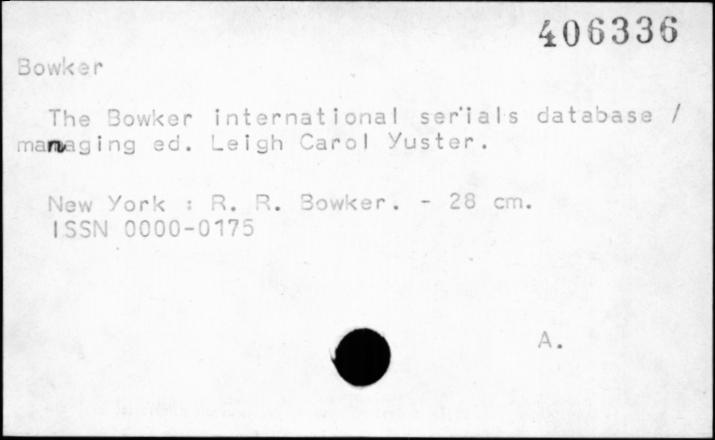 406336
Bowker
The Bowker international serials database /
managing ed. Leigh Carol Yuster.
New York : R. R. Bowker. - 28 cm.
ISSN 0000-0175
A.